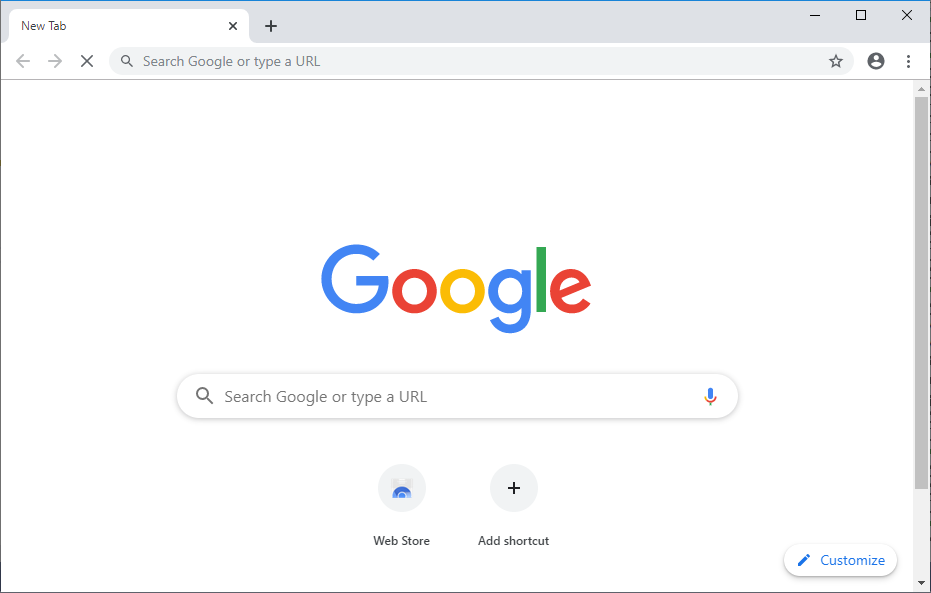 New Tab
Search Google or type a URL
Google
Search Google or type a URL
Web Store
Add shortcut
Customize